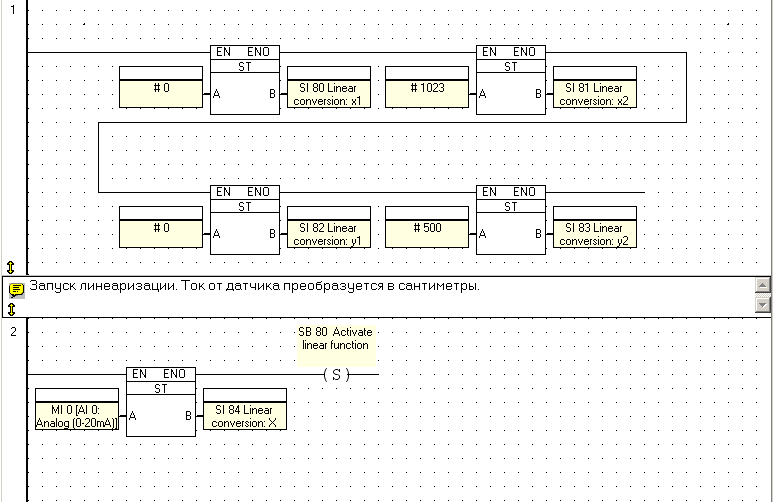 1
EN ENO EN ENO
ST ST
# 0 A B SI 80 Linear conversion: x1 # 1023 A B SI 81 Linear conversion: x2
EN ENO EN ENO
ST ST
# 0 A B SI 82 Linear conversion: y1 # 500 A B SI 83 Linear conversion: y2
Запуск линеаризации. Ток от датчика преобразуется в сантиметры.
2
SB 80 Activate
linear function
EN ENO
ST
(S)
MI 0 [AI 0: Analog (0-20mA)] A B SI 84 Linear conversion: X